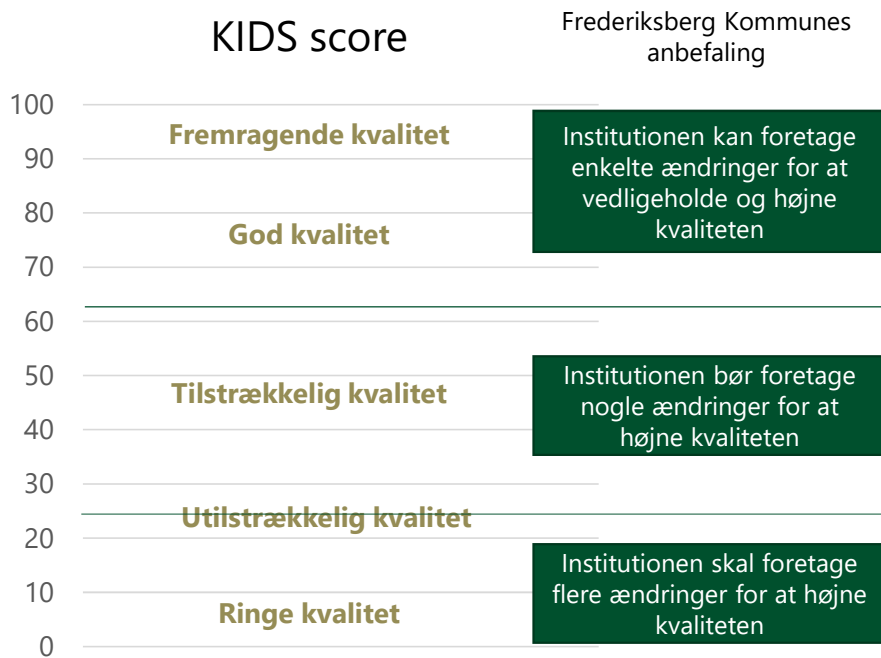 KIDS score
Frederiksberg Kommunes
anbefaling
100
Fremragende kvalitet
90
80
God kvalitet
70
60
50
Tilstrækkelig kvalitet
40
30
Utilstrækkelig kvalitet
20
10
Ringe kvalitet
0
Institutionen kan foretage
enkelte ændringer for at
vedligeholde og højne
kvaliteten
Institutionen bør foretage
nogle ændringer for at
højne kvaliteten
Institutionen skal foretage
flere ændringer for at højne
kvaliteten